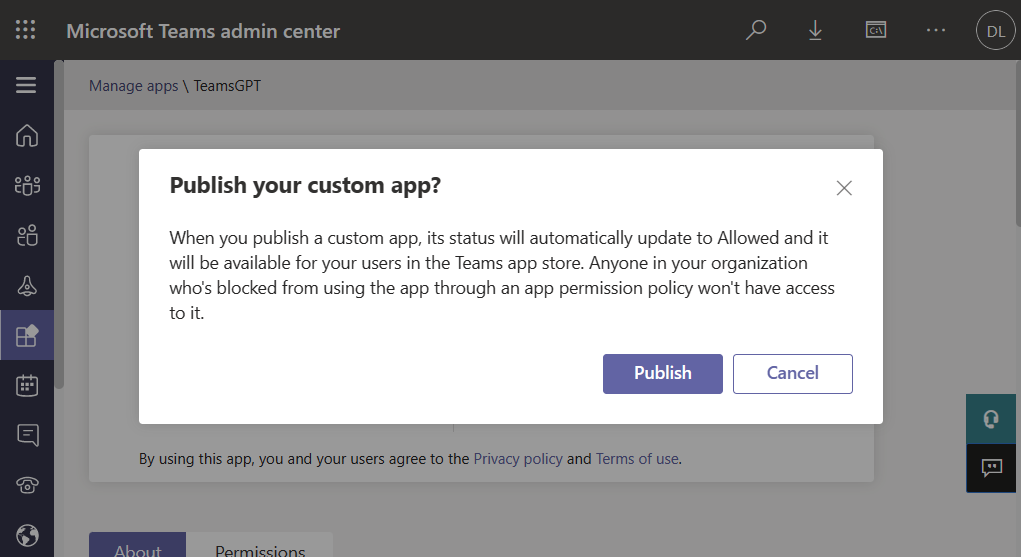 Microsoft Teams admin center
C:\
DL
Manage apps \ TeamsGPT
Publish your custom app?
When you publish a custom app, its status will automatically update to Allowed and it
will be available for your users in the Teams app store. Anyone in your organization
who's blocked from using the app through an app permission policy won't have access
to it.
Publish
Cancel
By using this app, you and your users agree to the Privacy policy and Terms of use.
About
Permissions